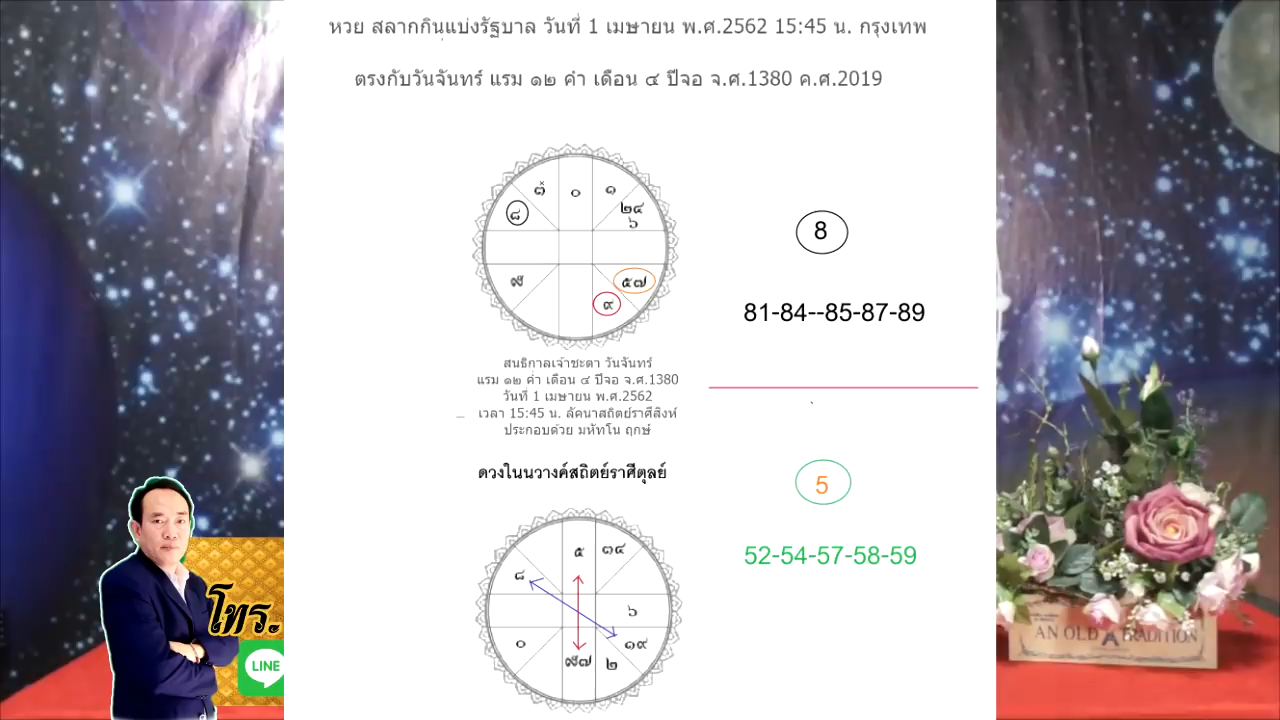 หวย สลากกินแบ่งรัฐบาล วันที่ 1 เมษายน พ.ศ.2562 15:45 น. กรุงเทพ
ตรงกับวันจันทร์ แรม ๑๒ ค่ำ เดือน ๔ ปีจอ จ.ศ.1380 ค.ศ.2019
๓ ๐ ๑
๘ ๒๔
๖
๙ ๕๗
๙
8
81-84--85-87-89
สนธิกาลเจ้าชะตา วันจันทร์
แรม ๑๒ ค่ำ เดือน ๔ ปีจอ จ.ศ.1380
วันที่ 1 เมษายน พ.ศ.2562
เวลา 15:45 น. ลัคนาสถิตย์ราศีสิงห์
ประกอบด้วย มหัทโน ฤกษ์
ดวงในนวางค์สถิตย์ราศีตุลย์
5
52-54-57-58-59
๕ ๓๔
๘
๖
๐ ๑๙
๗ ๒
โทร.
LINE
AN OLD TRADITION